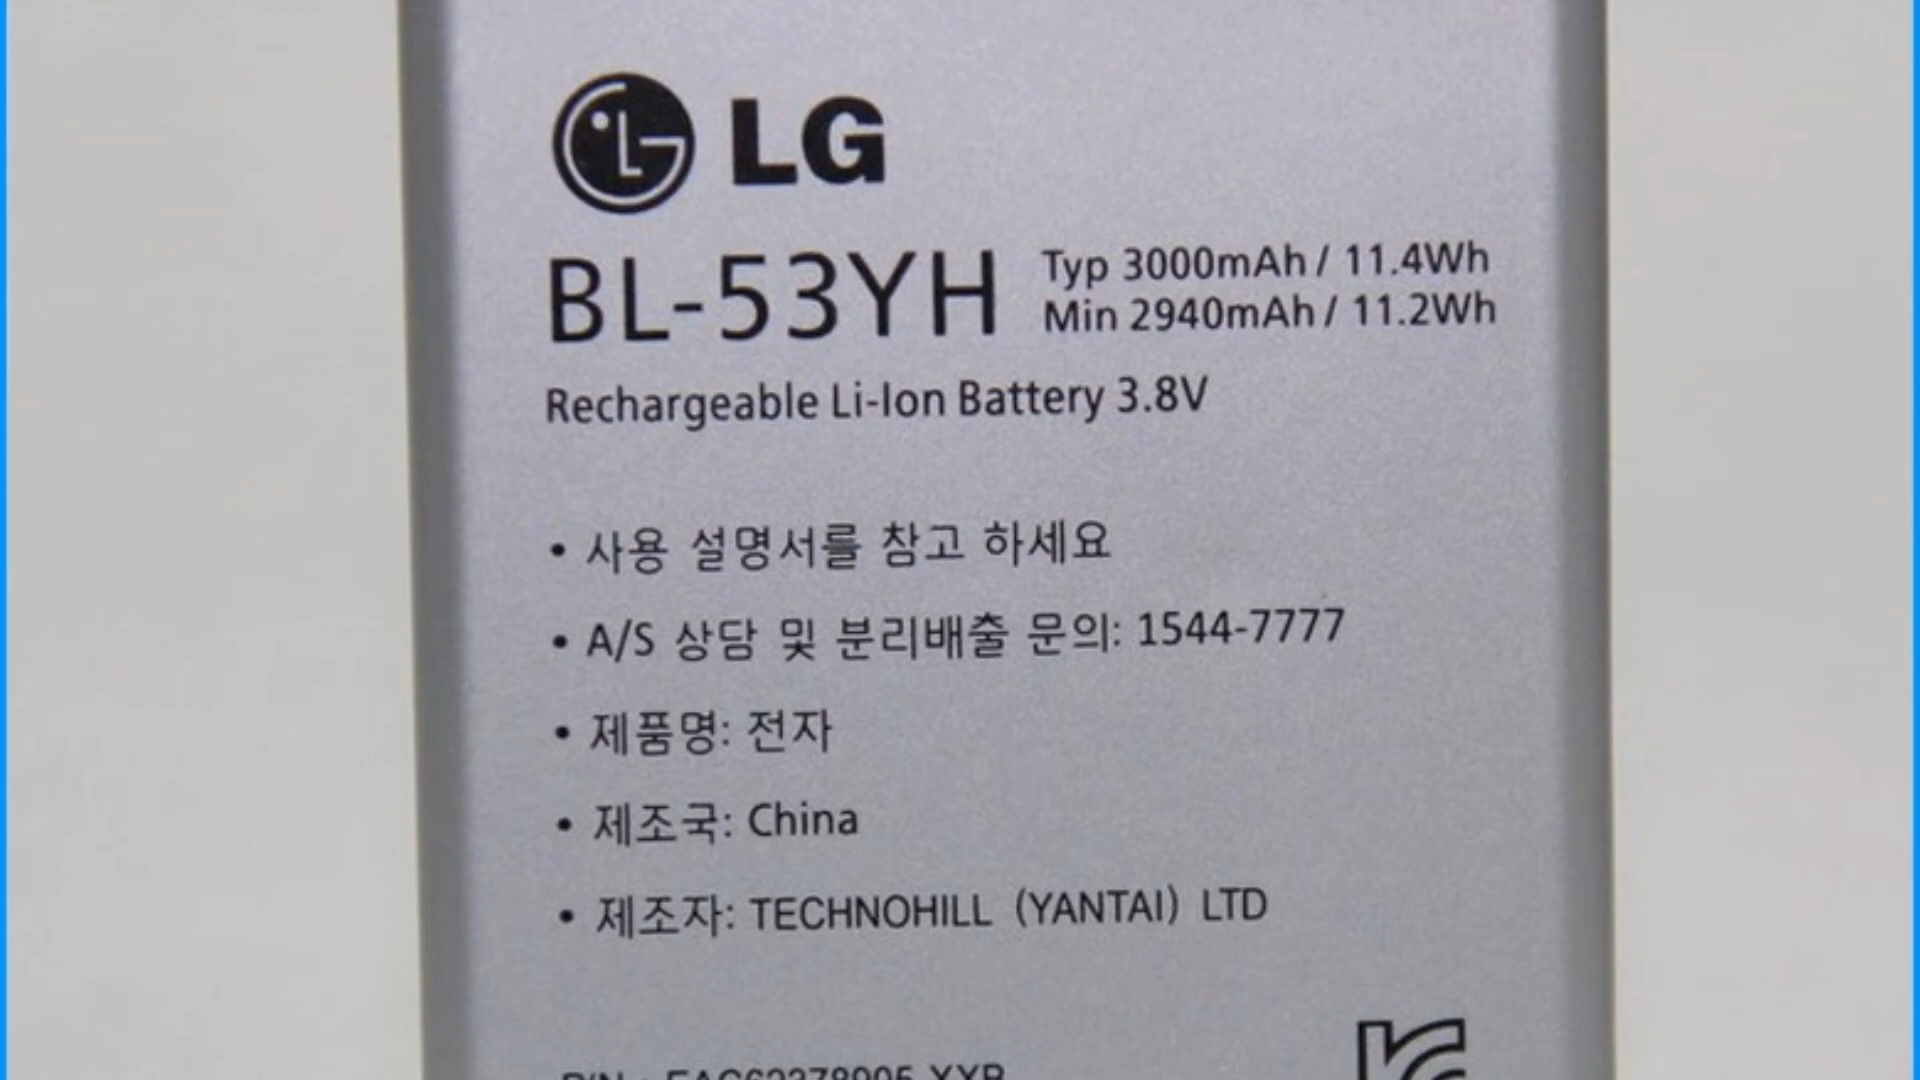 LG
BL-53YH
Typ 3000mAh / 11.4Wh
Min 2940mAh / 11.2Wh
Rechargeable Li-Ion Battery 3.8V
• 사용 설명서를 참고 하세요
• A/S 상담 및 분리배출 문의: 1544-7777
• 제품명: 전자
• 제조국: China
• 제조자: TECHNOHILL (YANTAI) LTD